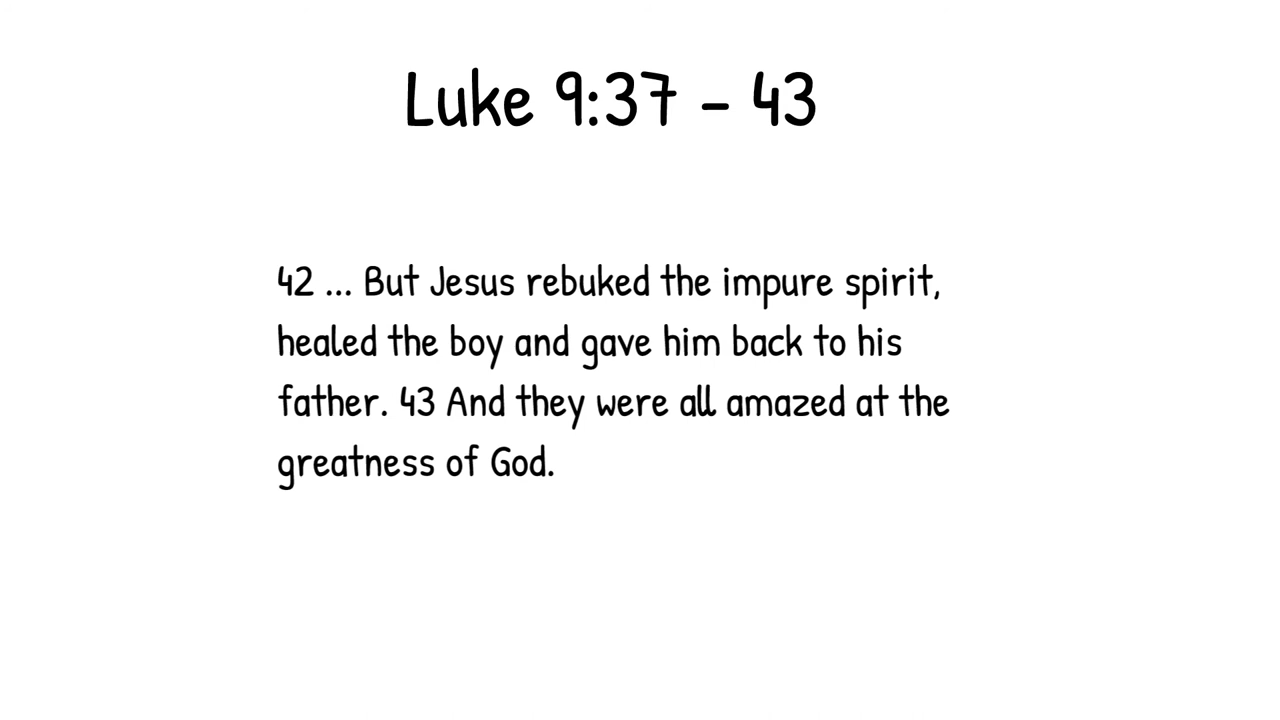 Luke 9:37 – 43
42 ... But Jesus rebuked the impure spirit,
healed the boy and gave him back to his
father. 43 And they were all amazed at the
greatness of God.